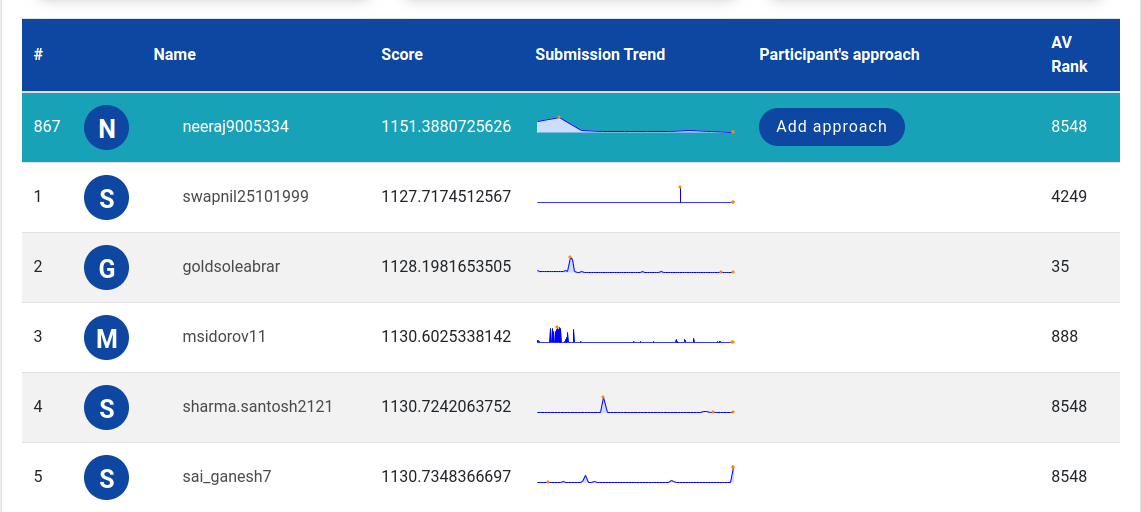 # Name Score Submission Trend Participant's approach AV Rank
867 N neeraj9005334 1151.3880725626 Add approach 8548
1 S swapnil25101999 1127.7174512567 4249
2 G goldsoleabrar 1128.1981653505 35
3 M msidorov11 1130.6025338142 888
4 S sharma.santosh2121 1130.7242063752 8548
5 S sai_ganesh7 1130.7348366697 8548